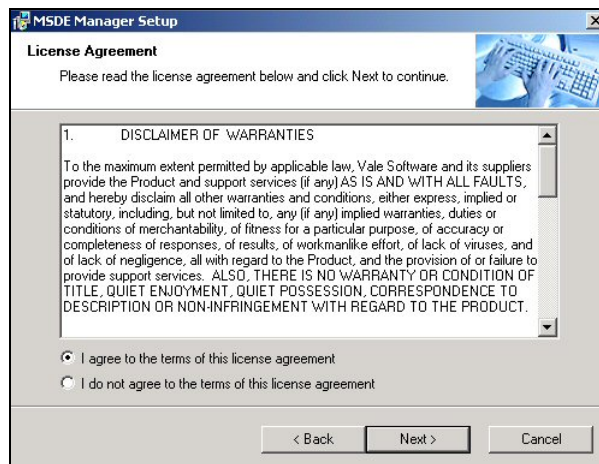 MSDE Manager Setup
License Agreement
Please read the license agreement below and click Next to continue.
1. DISCLAIMER OF WARRANTIES
To the maximum extent permitted by applicable law, Vale Software and its suppliers
provide the Product and support services (if any) AS IS AND WITH ALL FAULTS,
and hereby disclaim all other warranties and conditions, either express, implied or
statutory, including, but not limited to, any (if any) implied warranties, duties or
conditions of merchantability, of fitness for a particular purpose, of accuracy or
completeness of responses, of results, of workmanlike effort, of lack of viruses, and
of lack of negligence, all with regard to the Product, and the provision of or failure to
provide support services. ALSO, THERE IS NO WARRANTY OR CONDITION OF
TITLE, QUIET ENJOYMENT, QUIET POSSESSION, CORRESPONDENCE TO
DESCRIPTION OR NON-INFRINGEMENT WITH REGARD TO THE PRODUCT.
I agree to the terms of this license agreement
I do not agree to the terms of this license agreement
< Back Next > Cancel